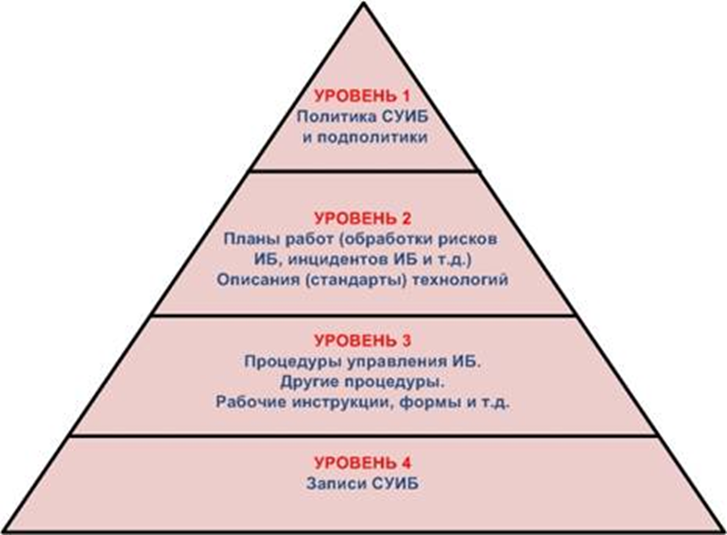 УРОВЕНЬ 1
Политика СУИБ
и подполитики
УРОВЕНЬ 2
Планы работ (обработки рисков
ИБ, инцидентов ИБ и т.д.)
Описания (стандарты) технологий
УРОВЕНЬ 3
Процедуры управления ИБ.
Другие процедуры.
Рабочие инструкции, формы и т.д.
УРОВЕНЬ 4
Записи СУИБ